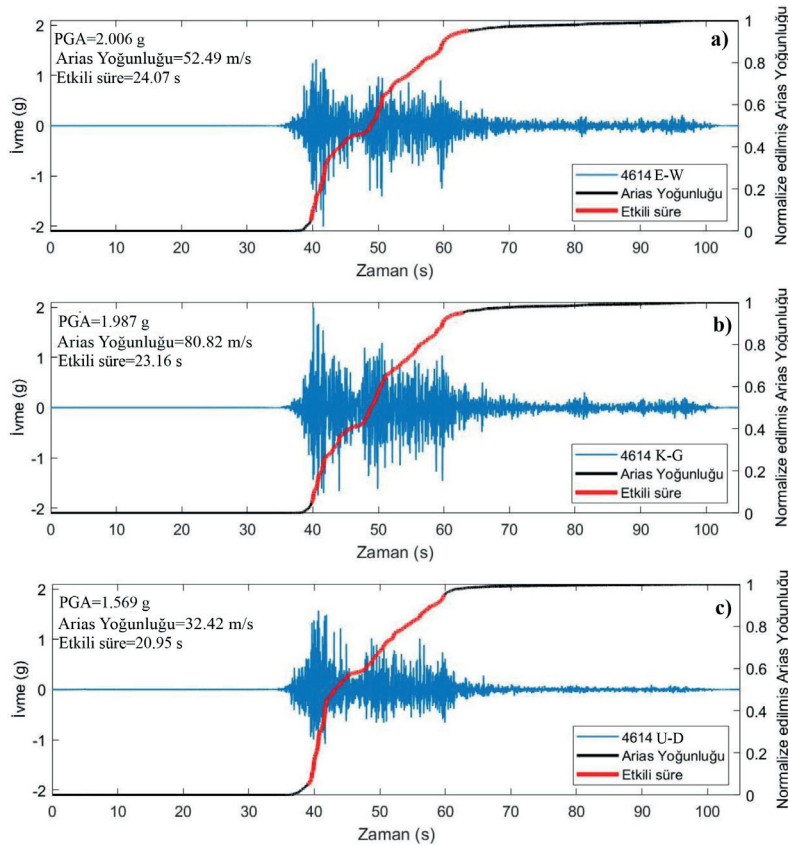 PGA=2.006 g
Arias Yoğunluğu=52.49 m/s
Etkili süre=24.07 s
a)
2
1
0
-1
-2
İvme (g)
1
0.8
0.6
0.4
0.2
0
Normalize edilmiş Arias Yoğunluğu
4614 E-W
Arias Yoğunluğu
Etkili süre
0 10 20 30 40 50 60 70 80 90 100
Zaman (s)
PGA=1.987 g
Arias Yoğunluğu=80.82 m/s
Etkili süre=23.16 s
b)
2
1
0
-1
-2
İvme (g)
1
0.8
0.6
0.4
0.2
0
Normalize edilmiş Arias Yoğunluğu
4614 K-G
Arias Yoğunluğu
Etkili süre
0 10 20 30 40 50 60 70 80 90 100
Zaman (s)
PGA=1.569 g
Arias Yoğunluğu=32.42 m/s
Etkili süre=20.95 s
c)
2
1
0
-1
-2
İvme (g)
1
0.8
0.6
0.4
0.2
0
Normalize edilmiş Arias Yoğunluğu
4614 U-D
Arias Yoğunluğu
Etkili süre
0 10 20 30 40 50 60 70 80 90 100
Zaman (s)